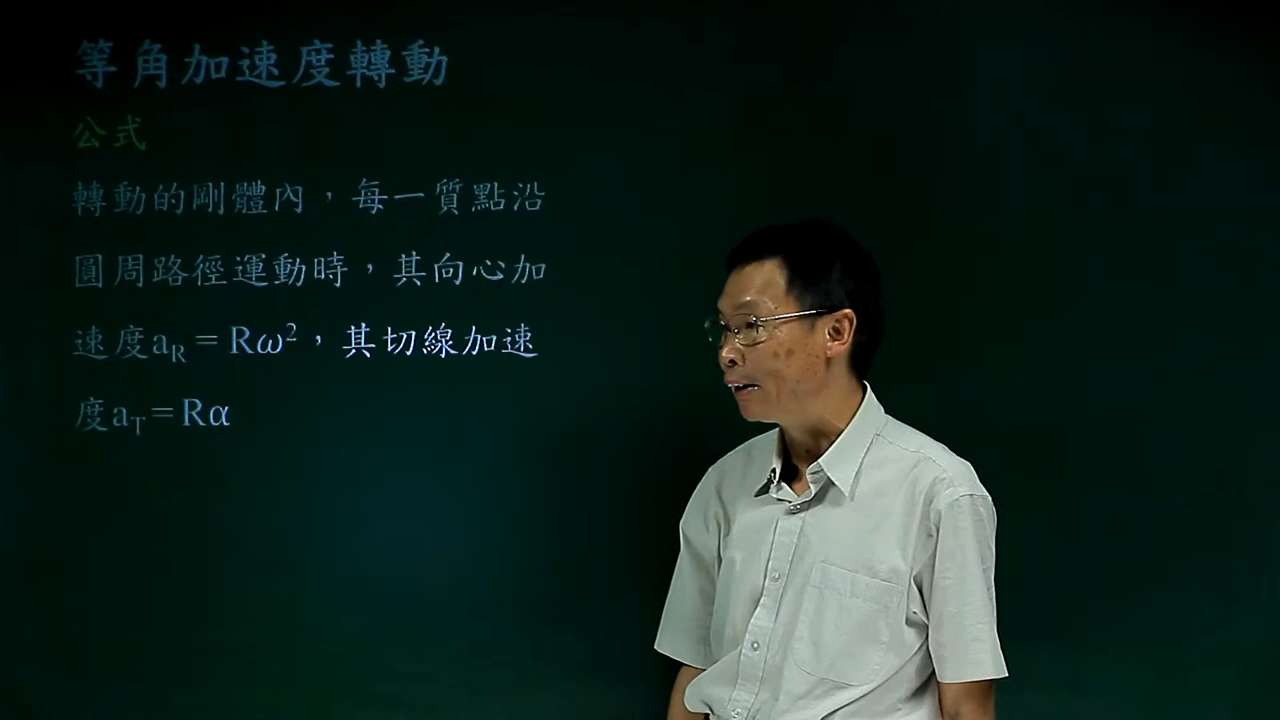 等角加速度轉動
公式
轉動的剛體內，每一質點沿
圓周路徑運動時，其向心加
速度a_R＝Rω²，其切線加速
度a_T＝Rα